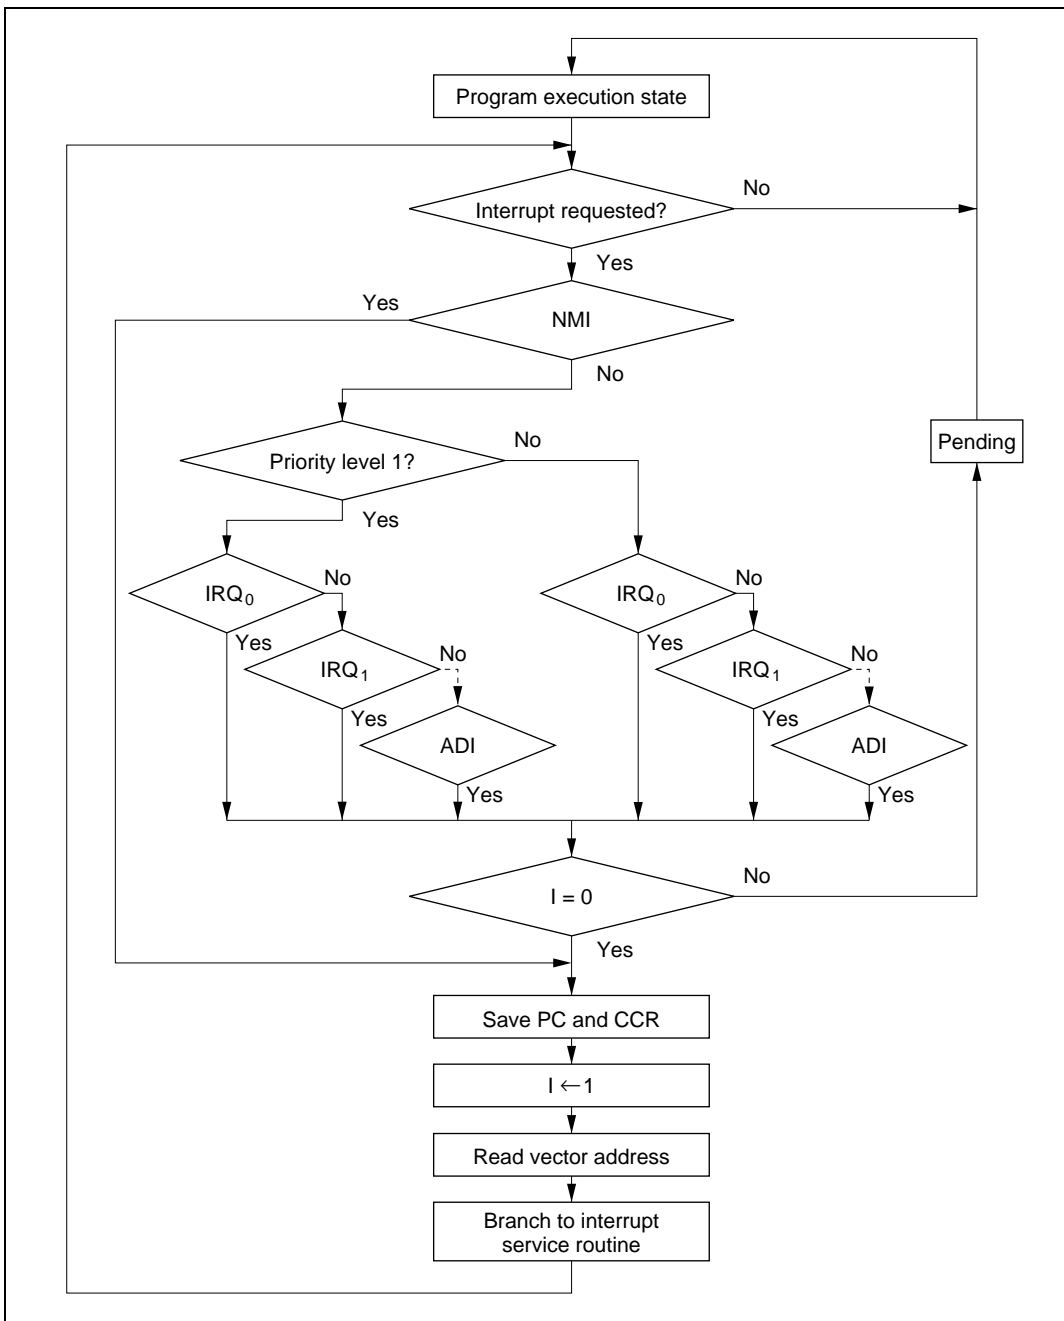 Program execution state
No
Interrupt requested?
Yes
Yes
NMI
No
No
Pending
Priority level 1?
Yes
No
No
IRQ0
IRQ0
Yes
No
Yes
No
IRQ1
IRQ1
Yes
Yes
ADI
ADI
Yes
Yes
No
I = 0
Yes
Save PC and CCR
I ← 1
Read vector address
Branch to interrupt
service routine